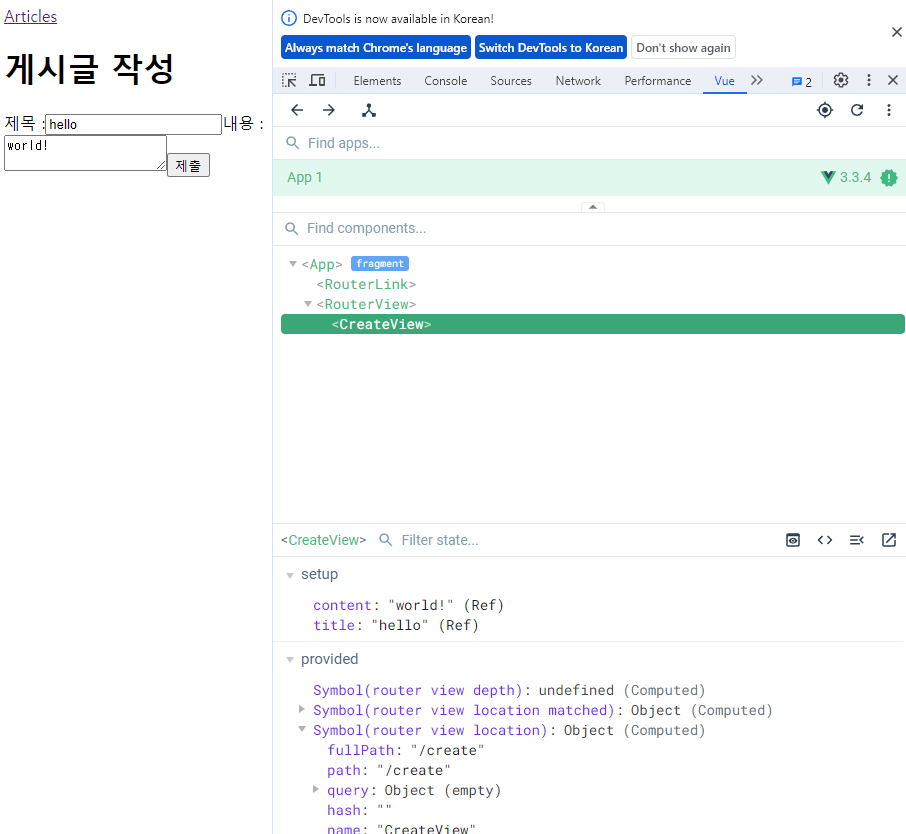 Articles
게시글 작성
제목 : hello 내용 :
world!
제출
DevTools is now available in Korean!
Always match Chrome's language Switch DevTools to Korean Don't show again
Elements Console Sources Network Performance Vue 2
Find apps...
App 1 3.3.4
Find components...
<App> fragment
<RouterLink>
<RouterView>
<CreateView>
<CreateView> Filter state...
setup
content: "world!" (Ref)
title: "hello" (Ref)
provided
Symbol(router view depth): undefined (Computed)
Symbol(router view location matched): Object (Computed)
Symbol(router view location): Object (Computed)
fullPath: "/create"
path: "/create"
query: Object (empty)
hash: ""
name: "CreateView"